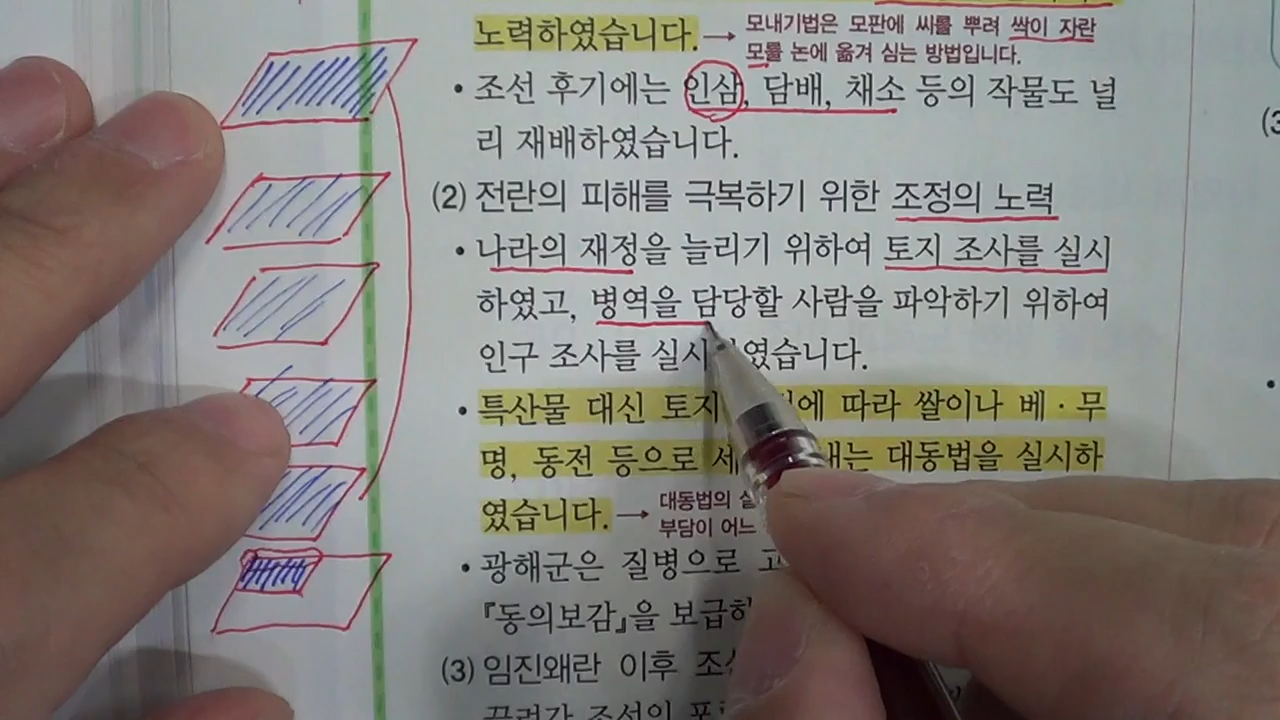 노력하였습니다. → 모내기법은 모판에 씨를 뿌려 싹이 자란
모를 논에 옮겨 심는 방법입니다.
• 조선 후기에는 인삼, 담배, 채소 등의 작물도 널
리 재배하였습니다.
(2) 전란의 피해를 극복하기 위한 조정의 노력
• 나라의 재정을 늘리기 위하여 토지 조사를 실시
하였고, 병역을 담당할 사람을 파악하기 위하여
인구 조사를 실시하였습니다.
• 특산물 대신 토지 에 따라 쌀이나 베·무
명, 동전 등으로 세 내는 대동법을 실시하
였습니다. → 대동법의
부담이 어느
• 광해군은 질병으로
『동의보감』을 보급하
(3) 임진왜란 이후
(3